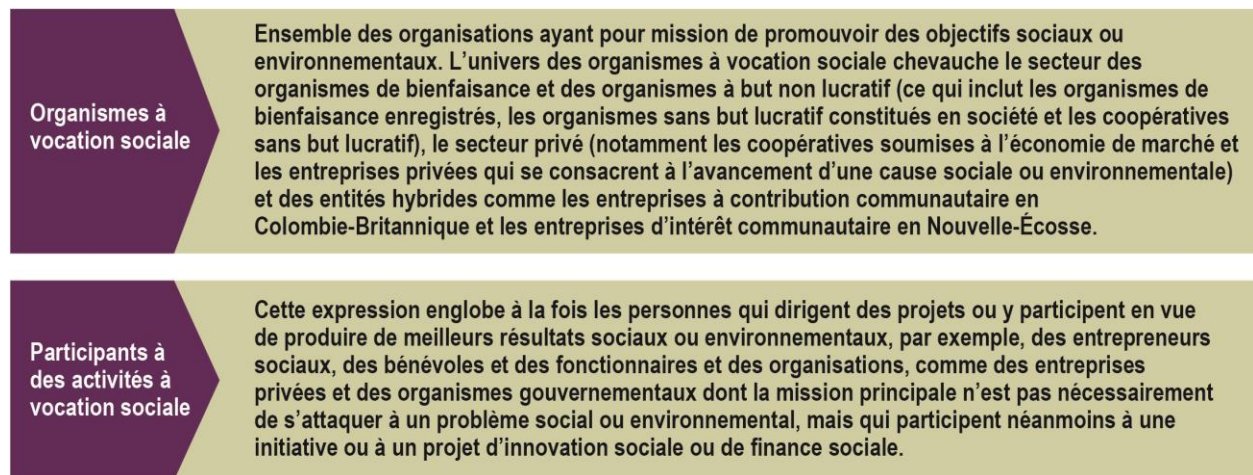 Organismes à
vocation sociale
Ensemble des organisations ayant pour mission de promouvoir des objectifs sociaux ou
environnementaux. L’univers des organismes à vocation sociale chevauche le secteur des
organismes de bienfaisance et des organismes à but non lucratif (ce qui inclut les organismes de
bienfaisance enregistrés, les organismes sans but lucratif constitués en société et les coopératives
sans but lucratif), le secteur privé (notamment les coopératives soumises à l’économie de marché et
les entreprises privées qui se consacrent à l’avancement d’une cause sociale ou environnementale)
et des entités hybrides comme les entreprises à contribution communautaire en
Colombie-Britannique et les entreprises d’intérêt communautaire en Nouvelle-Écosse.
Participants à
des activités à
vocation sociale
Cette expression englobe à la fois les personnes qui dirigent des projets ou y participent en vue
de produire de meilleurs résultats sociaux ou environnementaux, par exemple, des entrepreneurs
sociaux, des bénévoles et des fonctionnaires et des organisations, comme des entreprises
privées et des organismes gouvernementaux dont la mission principale n’est pas nécessairement
de s’attaquer à un problème social ou environnemental, mais qui participent néanmoins à une
initiative ou à un projet d’innovation sociale ou de finance sociale.